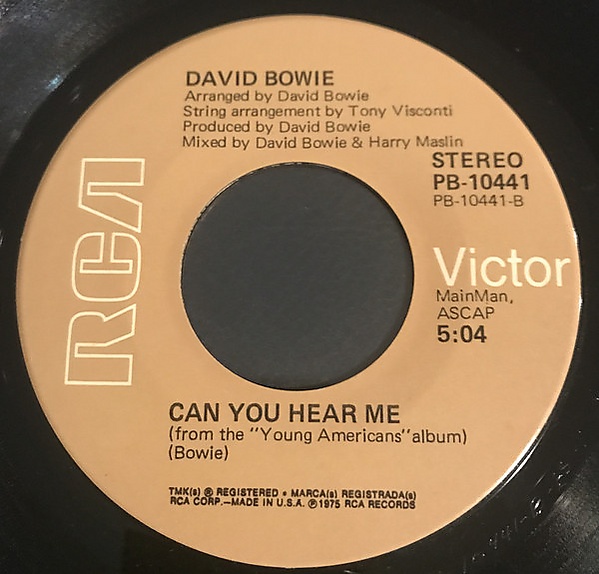 DAVID BOWIE
Arranged by David Bowie
String arrangement by Tony Visconti
Produced by David Bowie
Mixed by David Bowie & Harry Maslin
STEREO
PB-10441
PB-10441-B
RCA
Victor
MainMan,
ASCAP
5:04
CAN YOU HEAR ME
(from the "Young Americans" album)
(Bowie)
TMK(s) ® REGISTERED • MARCA(s) REGISTRADA(s)
RCA CORP.—MADE IN U.S.A. ℗ 1975 RCA RECORDS